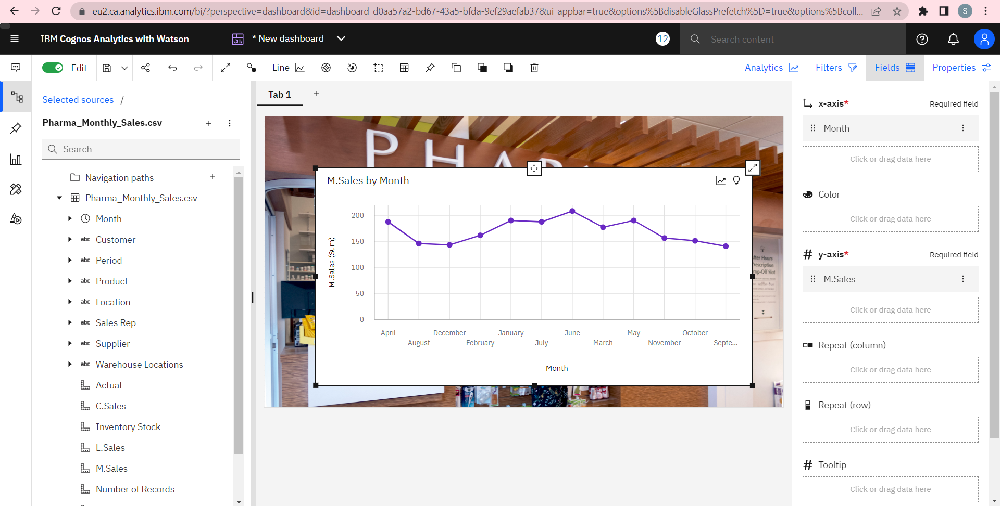 eu2.ca.analytics.ibm.com/bi/?perspective=dashboard&id=dashboard_d0aa57a2-bd67-43a5-bfda-9ef29aefab37&ui_appbar=true&options%5BdisableGlassPrefetch%5D=true&options%5Bcoll...
S
IBM Cognos Analytics with Watson
* New dashboard
12
Search content
Edit
Line
Analytics
Filters
Fields
Properties
Selected sources /
Pharma_Monthly_Sales.csv
Search
Navigation paths
Pharma_Monthly_Sales.csv
Month
abc Customer
abc Period
abc Product
abc Location
abc Sales Rep
abc Supplier
abc Warehouse Locations
Actual
C.Sales
Inventory Stock
L.Sales
M.Sales
Number of Records
Tab 1
PHA
M.Sales by Month
M.Sales (Sum)
200
150
100
50
0
April
August
December
February
January
July
June
March
May
November
October
Septe...
Month
After Hours
Prescription
Drop-Off Slot
x-axis*
Required field
Month
Click or drag data here
Color
Click or drag data here
# y-axis*
Required field
M.Sales
Click or drag data here
Repeat (column)
Click or drag data here
Repeat (row)
Click or drag data here
# Tooltip
Click or drag data here